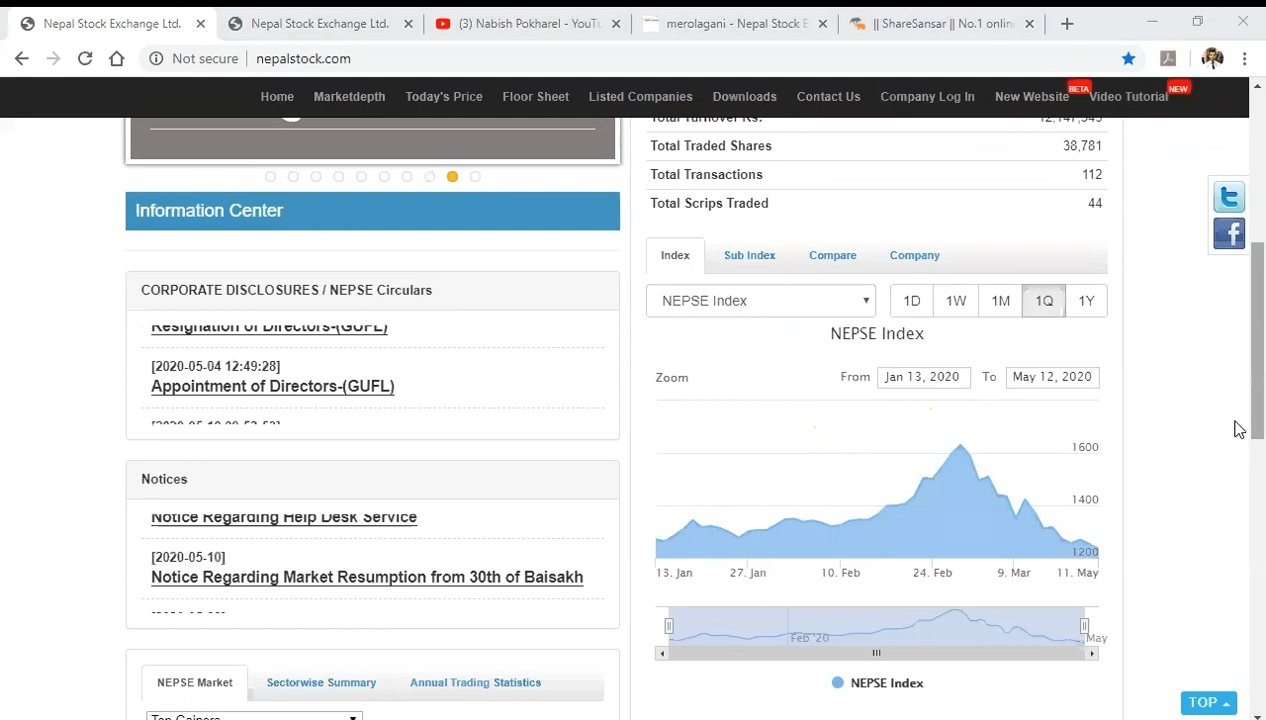 Nepal Stock Exchange Ltd.
Nepal Stock Exchange Ltd.
(3) Nabish Pokharel - YouTu
merolagani - Nepal Stock E
|| ShareSansar || No.1 onlin
Not secure
nepalstock.com
Home
Marketdepth
Today's Price
Floor Sheet
Listed Companies
Downloads
Contact Us
Company Log In
New Website
BETA
Video Tutorial
NEW
Total Turnover Rs.
Total Traded Shares 38,781
Total Transactions 112
Total Scrips Traded 44
Information Center
CORPORATE DISCLOSURES / NEPSE Circulars
Resignation of Directors-(GUFL)
[2020-05-04 12:49:28]
Appointment of Directors-(GUFL)
Notices
Notice Regarding Help Desk Service
[2020-05-10]
Notice Regarding Market Resumption from 30th of Baisakh
NEPSE Market
Sectorwise Summary
Annual Trading Statistics
Top Gainers
Index
Sub Index
Compare
Company
NEPSE Index
1D
1W
1M
1Q
1Y
NEPSE Index
Zoom
From Jan 13, 2020 To May 12, 2020
1600
1400
1200
13. Jan
27. Jan
10. Feb
24. Feb
9. Mar
11. May
Feb '20
May
NEPSE Index
TOP